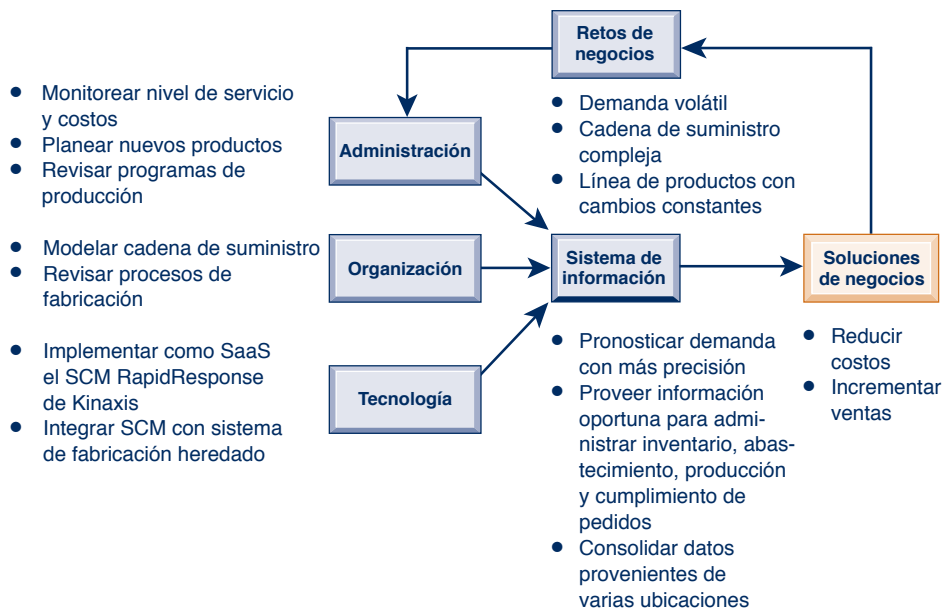 Retos de
negocios
• Demanda volátil
• Cadena de suministro
compleja
• Línea de productos con
cambios constantes
• Monitorear nivel de servicio
y costos
• Planear nuevos productos
• Revisar programas de
producción
Administración
• Modelar cadena de suministro
• Revisar procesos de
fabricación
Organización
• Implementar como SaaS
el SCM RapidResponse
de Kinaxis
• Integrar SCM con sistema
de fabricación heredado
Tecnología
Sistema de
información
• Pronosticar demanda
con más precisión
• Proveer información
oportuna para admi-
nistrar inventario, abas-
tecimiento, producción
y cumplimiento de
pedidos
• Consolidar datos
provenientes de
varias ubicaciones
Soluciones
de negocios
• Reducir
costos
• Incrementar
ventas